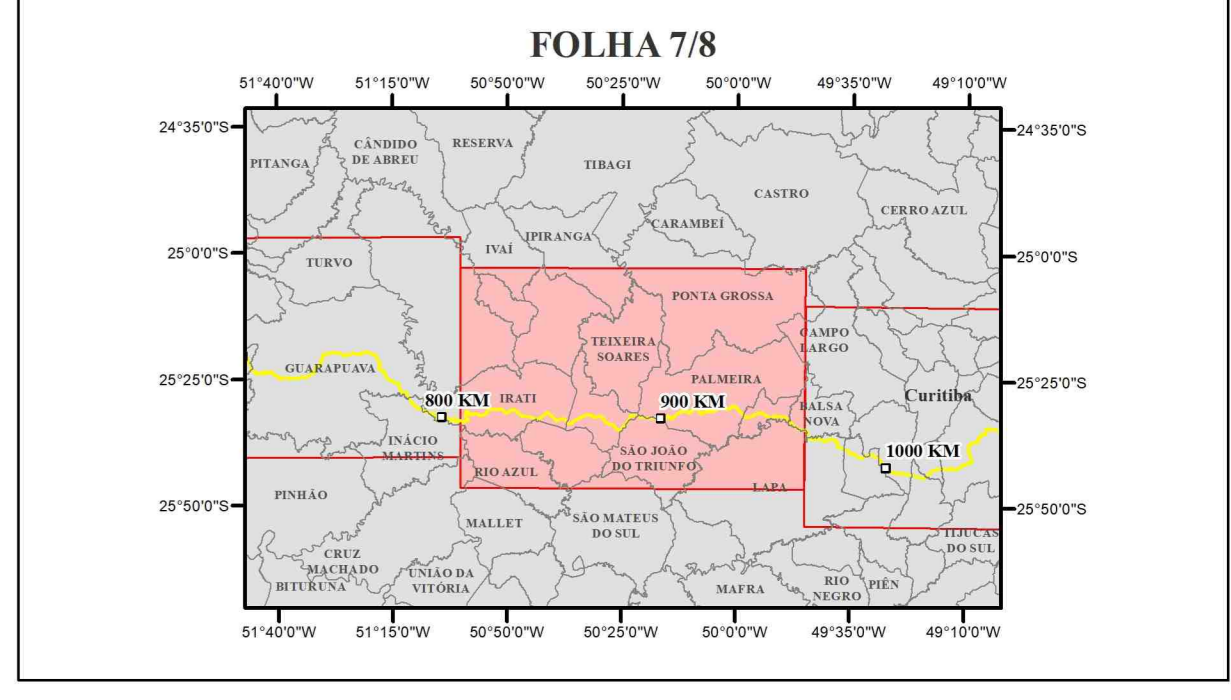 FOLHA 7/8
51°40'0"W 51°15'0"W 50°50'0"W 50°25'0"W 50°0'0"W 49°35'0"W 49°10'0"W
24°35'0"S 24°35'0"S
CÂNDIDO
DE ABREU
RESERVA
PITANGA
TIBAGI
CASTRO
CERRO AZUL
CARAMBEÍ
IPIRANGA
IVAÍ
25°0'0"S 25°0'0"S
TURVO
PONTA GROSSA
CAMPO
LARGO
TEIXEIRA
SOARES
GUARAPUAVA
25°25'0"S 25°25'0"S
PALMEIRA
Curitiba
800 KM
IRATI
900 KM
BALSA
NOVA
INÁCIO
MARTINS
SÃO JOÃO
DO TRIUNFO
1000 KM
RIO AZUL
LAPA
PINHÃO
25°50'0"S 25°50'0"S
MALLET
SÃO MATEUS
DO SUL
TIJUCAS
DO SUL
CRUZ
MACHADO
BITURUNA
UNIÃO DA
VITÓRIA
MAFRA
RIO
NEGRO
PIÊN
51°40'0"W 51°15'0"W 50°50'0"W 50°25'0"W 50°0'0"W 49°35'0"W 49°10'0"W